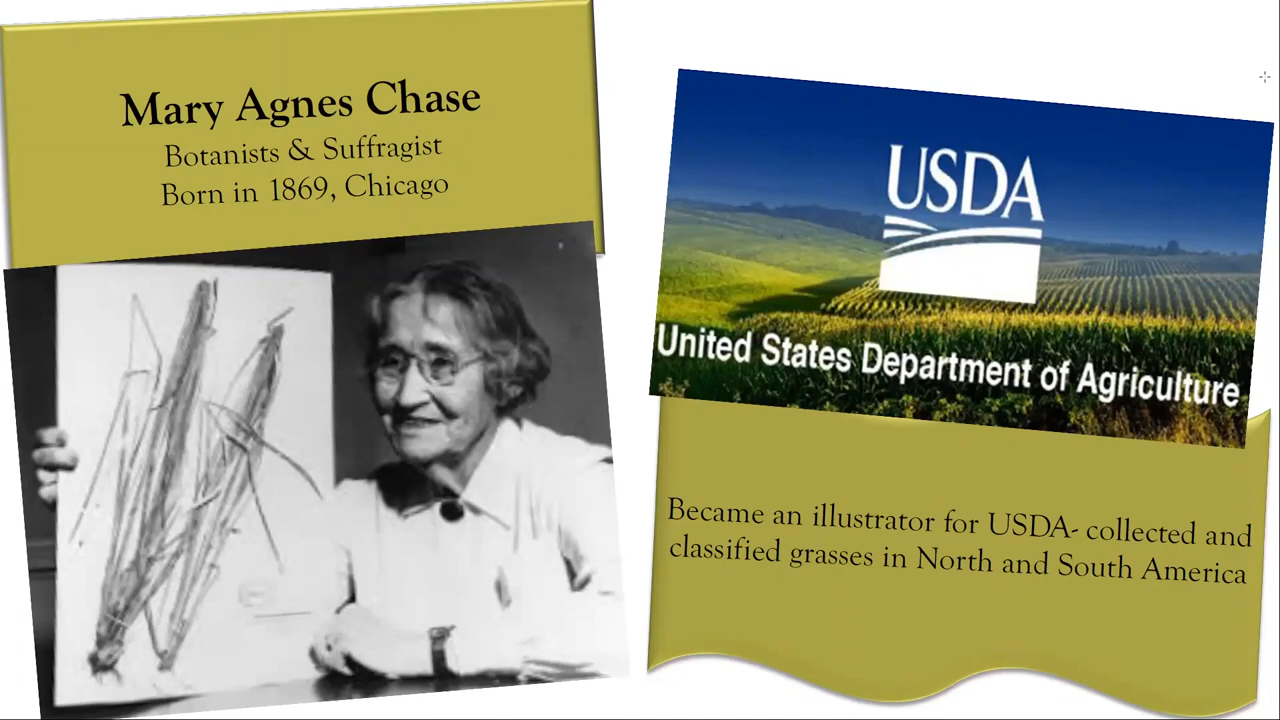 Mary Agnes Chase
Botanists & Suffragist
Born in 1869, Chicago
USDA
United States Department of Agriculture
Became an illustrator for USDA- collected and
classified grasses in North and South America